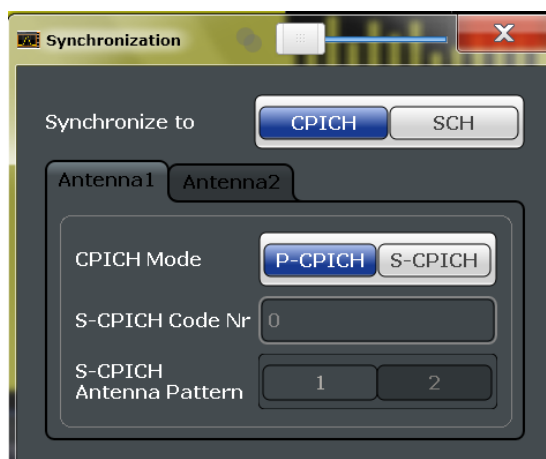 Synchronization
X
Synchronize to CPICH SCH
Antenna1 Antenna2
CPICH Mode P-CPICH S-CPICH
S-CPICH Code Nr 0
S-CPICH
Antenna Pattern 1 2